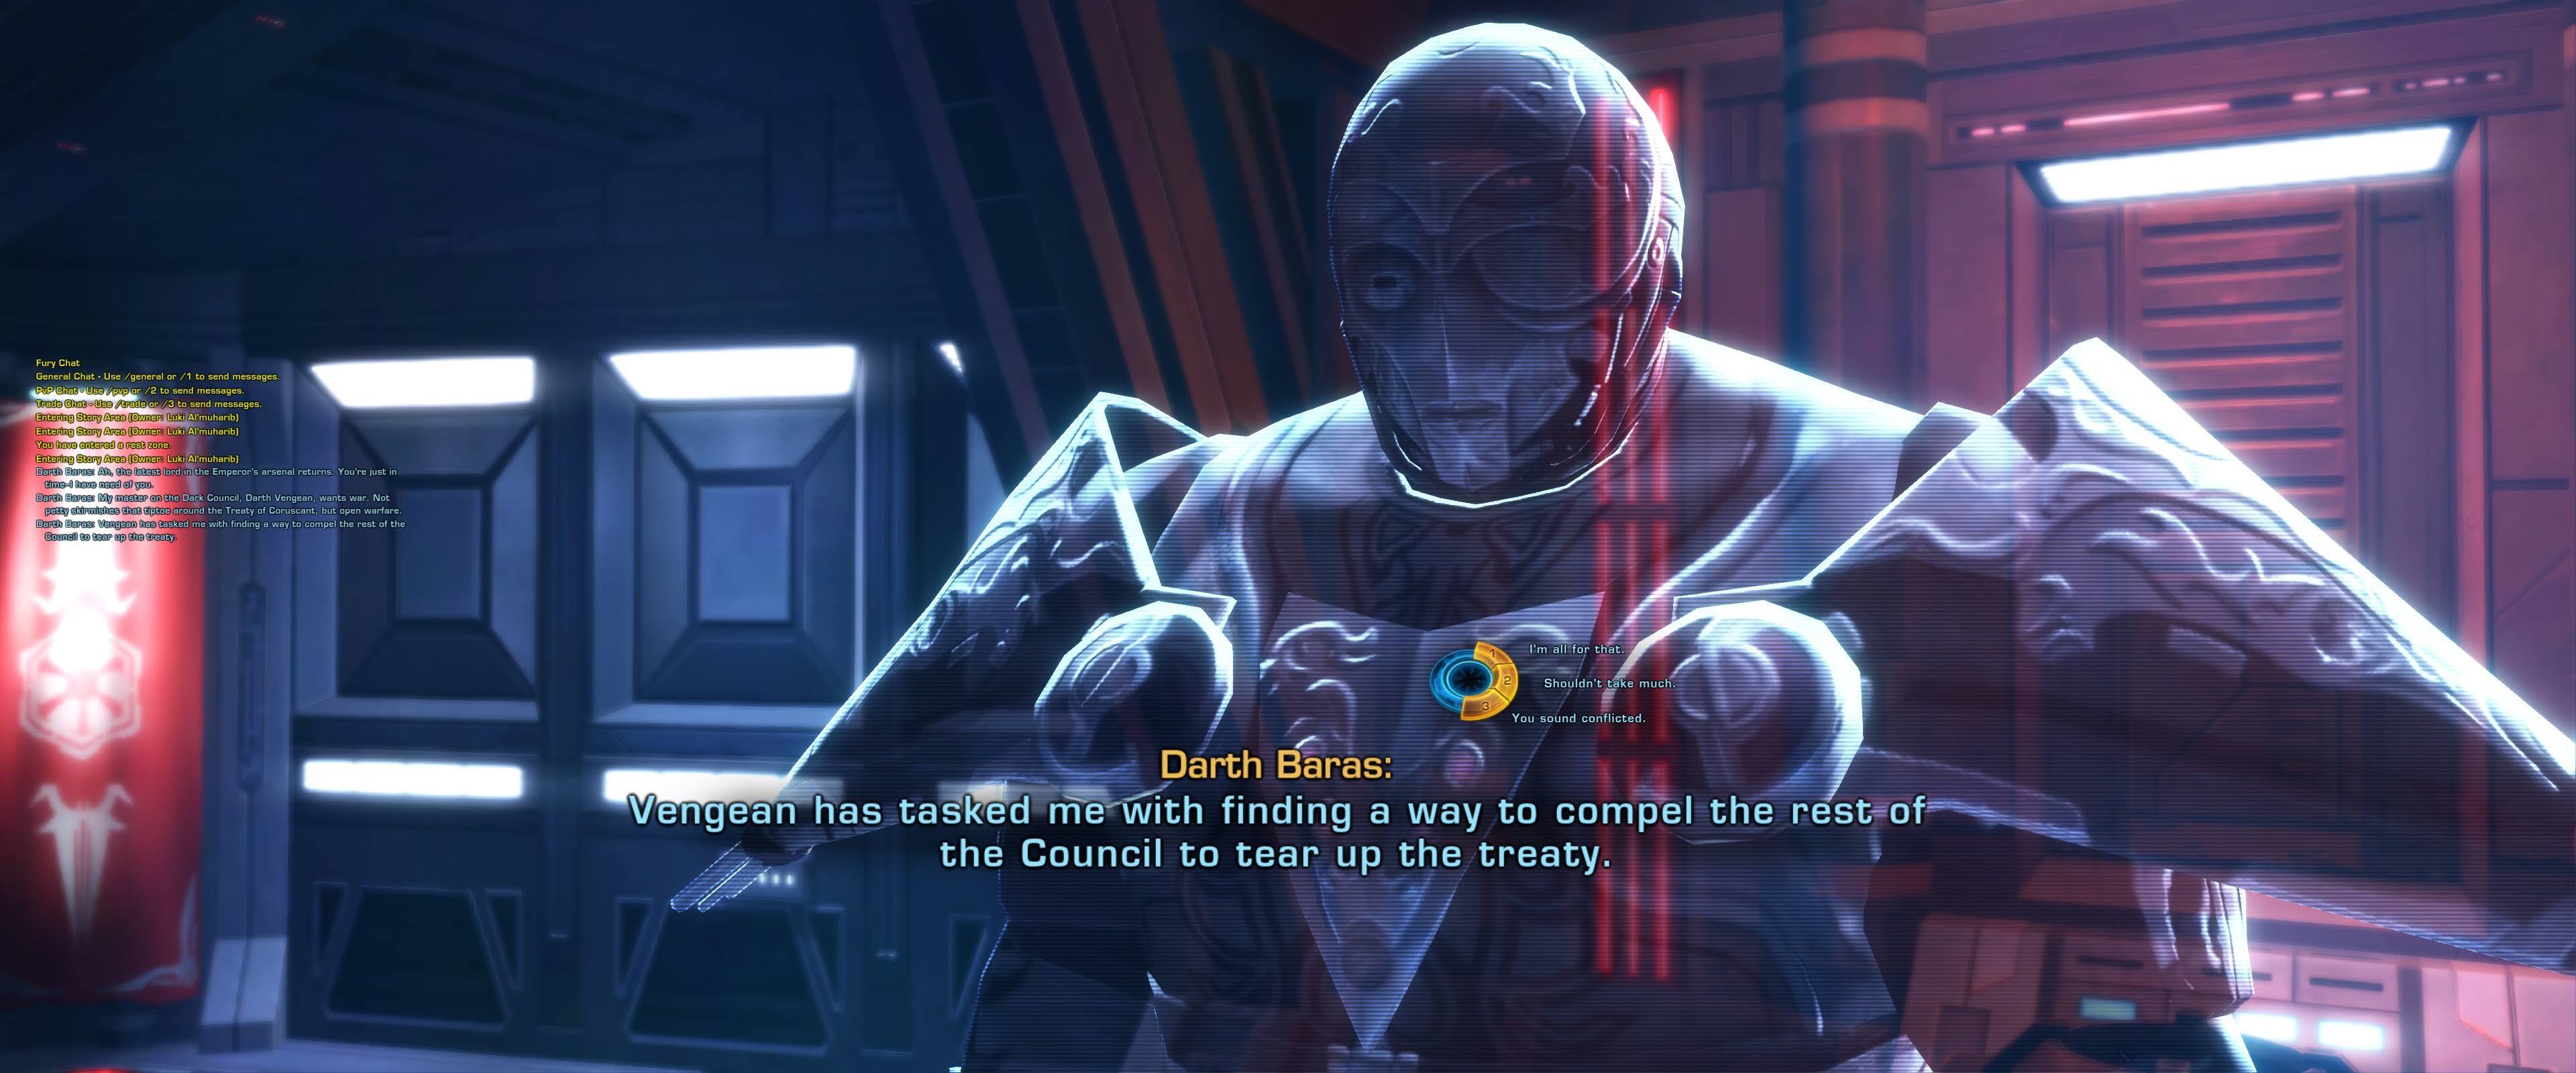 Fury Chat
General Chat - Use /general or /1 to send messages.
PvP Chat - Use /pvp or /2 to send messages.
Trade Chat - Use /trade or /3 to send messages.
Entering Story Area (Owner: Luki Al'muharib)
Entering Story Area (Owner: Luki Al'muharib)
You have entered a rest zone.
Entering Story Area (Owner: Luki Al'muharib)
Darth Baras: Ah, the latest lord in the Emperor's arsenal returns. You're just in
time-I have need of you.
Darth Baras: My master on the Dark Council, Darth Vengean, wants war. Not
petty skirmishes that tiptoe around the Treaty of Coruscant, but open warfare.
Darth Baras: Vengean has tasked me with finding a way to compel the rest of the
Council to tear up the treaty.
1 I'm all for that.
2 Shouldn't take much.
3 You sound conflicted.
Darth Baras:
Vengean has tasked me with finding a way to compel the rest of
the Council to tear up the treaty.